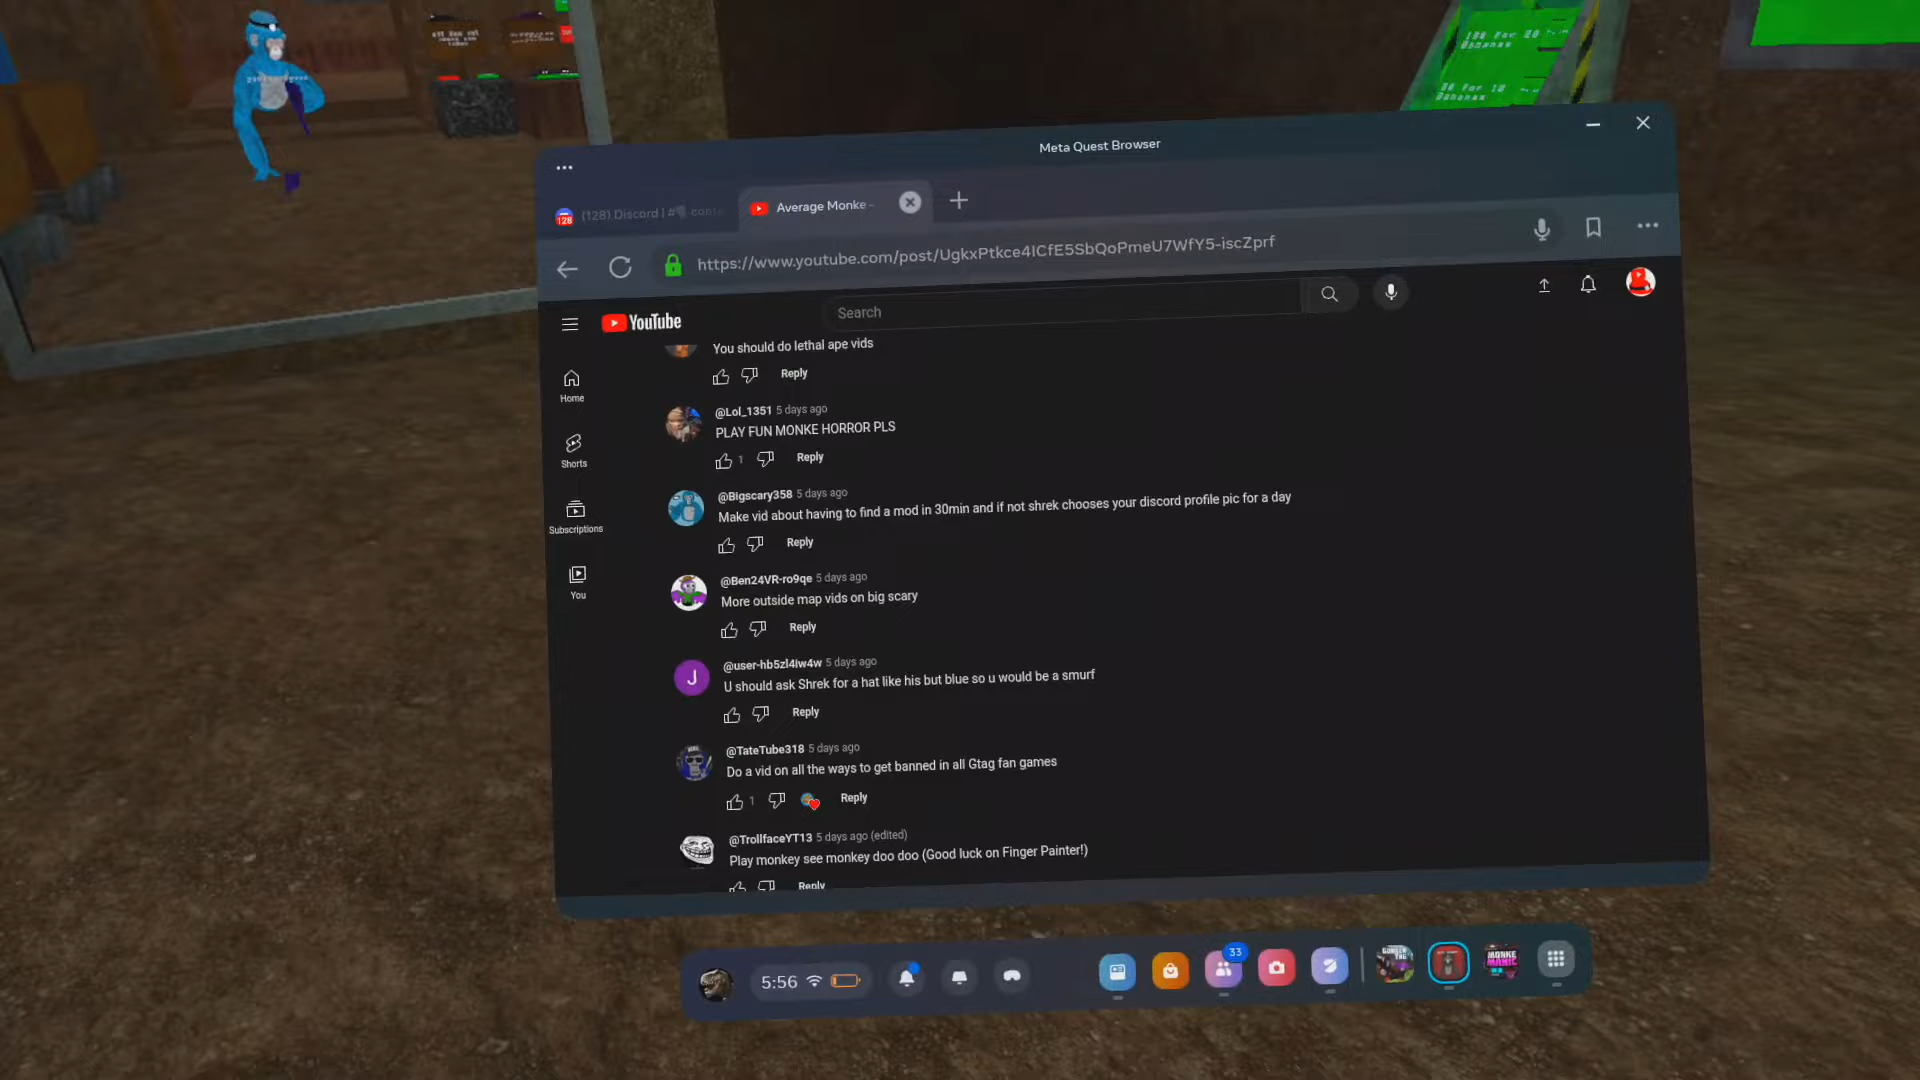 Meta Quest Browser
(128) Discord | #
Average Monke -
https://www.youtube.com/post/UgkxPtkce4ICfE5SbQoPmeU7WfY5-iscZprf
YouTube
Search
Home
Shorts
Subscriptions
You
You should do lethal ape vids
Reply
@Lol_1351 5 days ago
PLAY FUN MONKE HORROR PLS
1 Reply
@Bigscary358 5 days ago
Make vid about having to find a mod in 30min and if not shrek chooses your discord profile pic for a day
Reply
@Ben24VR-ro9qe 5 days ago
More outside map vids on big scary
Reply
J
@user-hb5zl4iw4w 5 days ago
U should ask Shrek for a hat like his but blue so u would be a smurf
Reply
@TateTube318 5 days ago
Do a vid on all the ways to get banned in all Gtag fan games
1 Reply
@TrollfaceYT13 5 days ago (edited)
Play monkey see monkey doo doo (Good luck on Finger Painter!)
Reply
5:56
33
MONKE